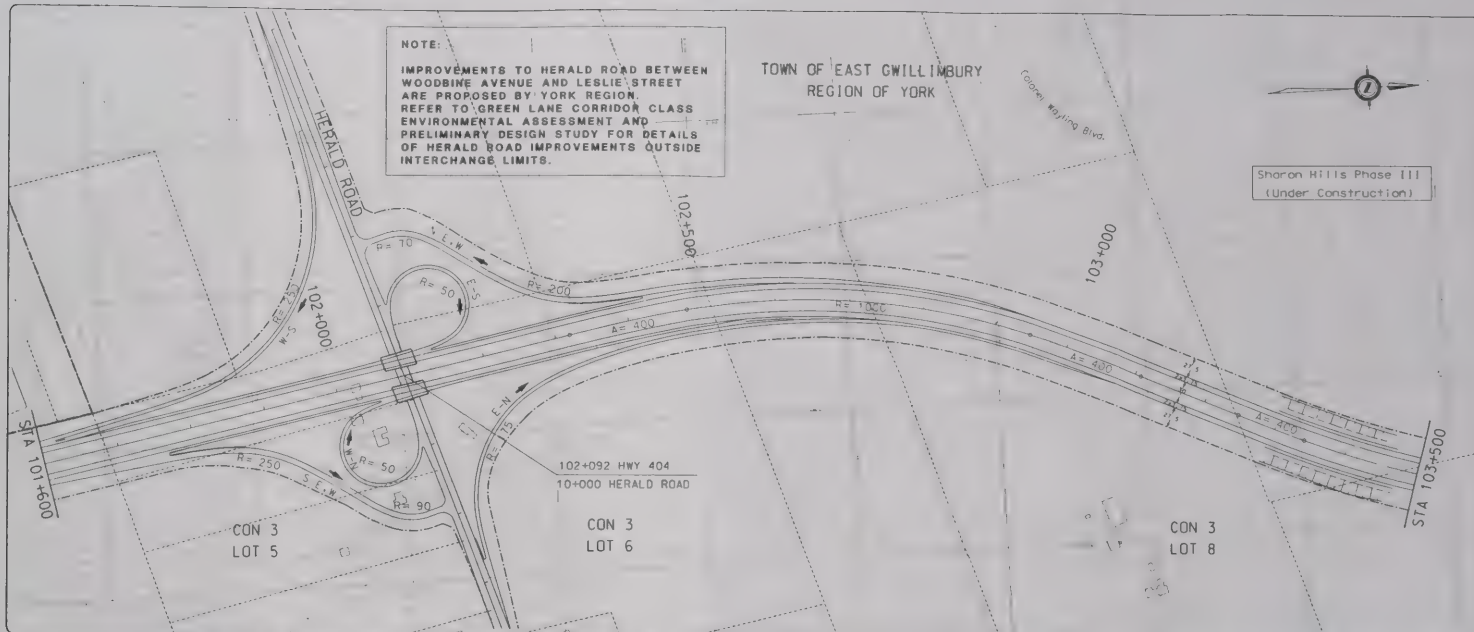 NOTE:
IMPROVEMENTS TO HERALD ROAD BETWEEN
WOODBINE AVENUE AND LESLIE STREET
ARE PROPOSED BY YORK REGION.
REFER TO GREEN LANE CORRIDOR CLASS
ENVIRONMENTAL ASSESSMENT AND
PRELIMINARY DESIGN STUDY FOR DETAILS
OF HERALD ROAD IMPROVEMENTS OUTSIDE
INTERCHANGE LIMITS.
TOWN OF EAST GWILLIMBURY
REGION OF YORK
Colonel Wayling Blvd.
Sharon Hills Phase III
(Under Construction)
HERALD ROAD
102+500
103+000
102+000
R= 250
W-S
R= 70
E-W
R= 50
E-S
R= 200
A= 400
R= 1000
A= 400
A= 400
STA 101+600
STA 103+500
R= 250
S-E/W
R= 50
W-N
R= 90
R= 175
E-N
102+092 HWY 404
10+000 HERALD ROAD
CON 3
LOT 5
CON 3
LOT 6
CON 3
LOT 8